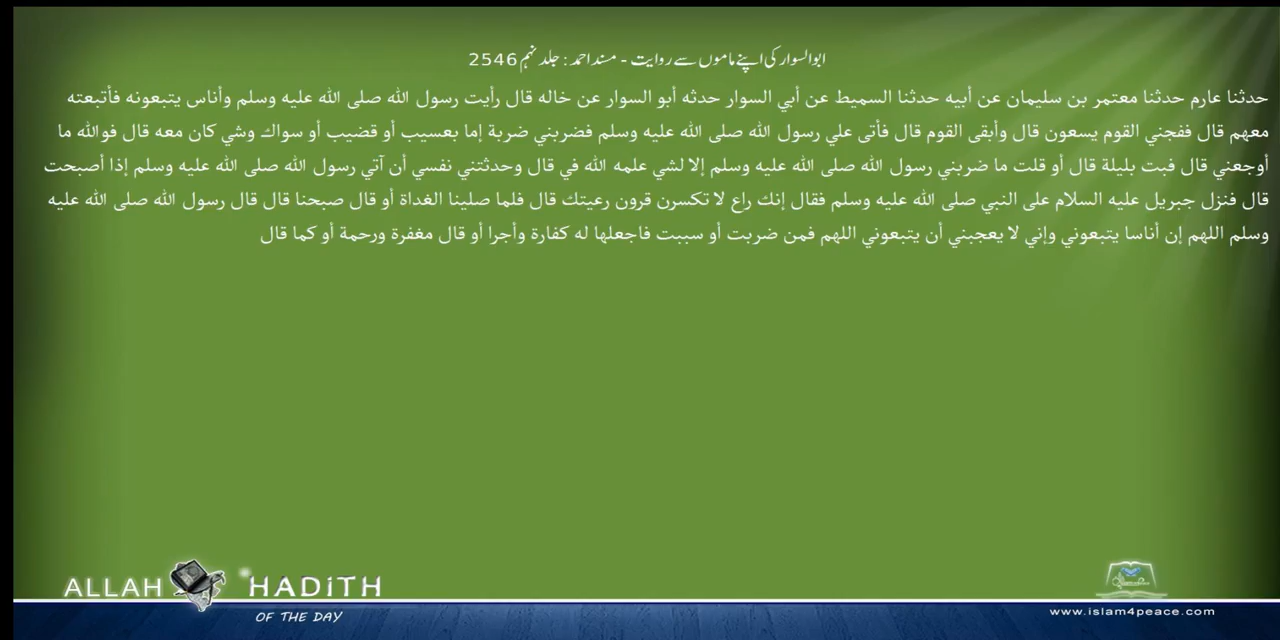 ابوالسوار کی اپنے ماموں سے روایت - مسند احمد : جلد نہم 2546
حدثنا عارم حدثنا معتمر بن سليمان عن أبيه حدثنا السميط عن أبي السوار حدثه أبو السوار عن خاله قال رأيت رسول الله صلى الله عليه وسلم وأناس يتبعونه فأتبعته
معهم قال ففجني القوم يسعون قال وأبقى القوم قال فأتى علي رسول الله صلى الله عليه وسلم فضربني ضربة إما بعسيب أو قضيب أو سواك وشي كان معه قال فوالله ما
أوجعني قال فبت بليلة قال أو قلت ما ضربني رسول الله صلى الله عليه وسلم إلا لشي علمه الله في قال وحدثتني نفسي أن آتي رسول الله صلى الله عليه وسلم إذا أصبحت
قال فنزل جبريل عليه السلام على النبي صلى الله عليه وسلم فقال إنك راع لا تكسرن قرون رعيتك قال فلما صلينا الغداة أو قال صبحنا قال قال رسول الله صلى الله عليه
وسلم اللهم إن أناسا يتبعوني وإني لا يعجبني أن يتبعوني اللهم فمن ضربت أو سببت فاجعلها له كفارة وأجرا أو قال مغفرة ورحمة أو كما قال
ALLAH HADITH
OF THE DAY
www.islam4peace.com